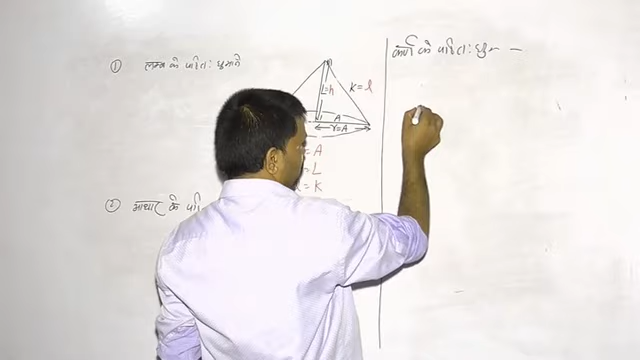 ① लम्ब के परित: घुमाने
L=h
K = l
A
r=A
= A
= L
= K
② आधार के परि
कर्ण के परित: घुमा -